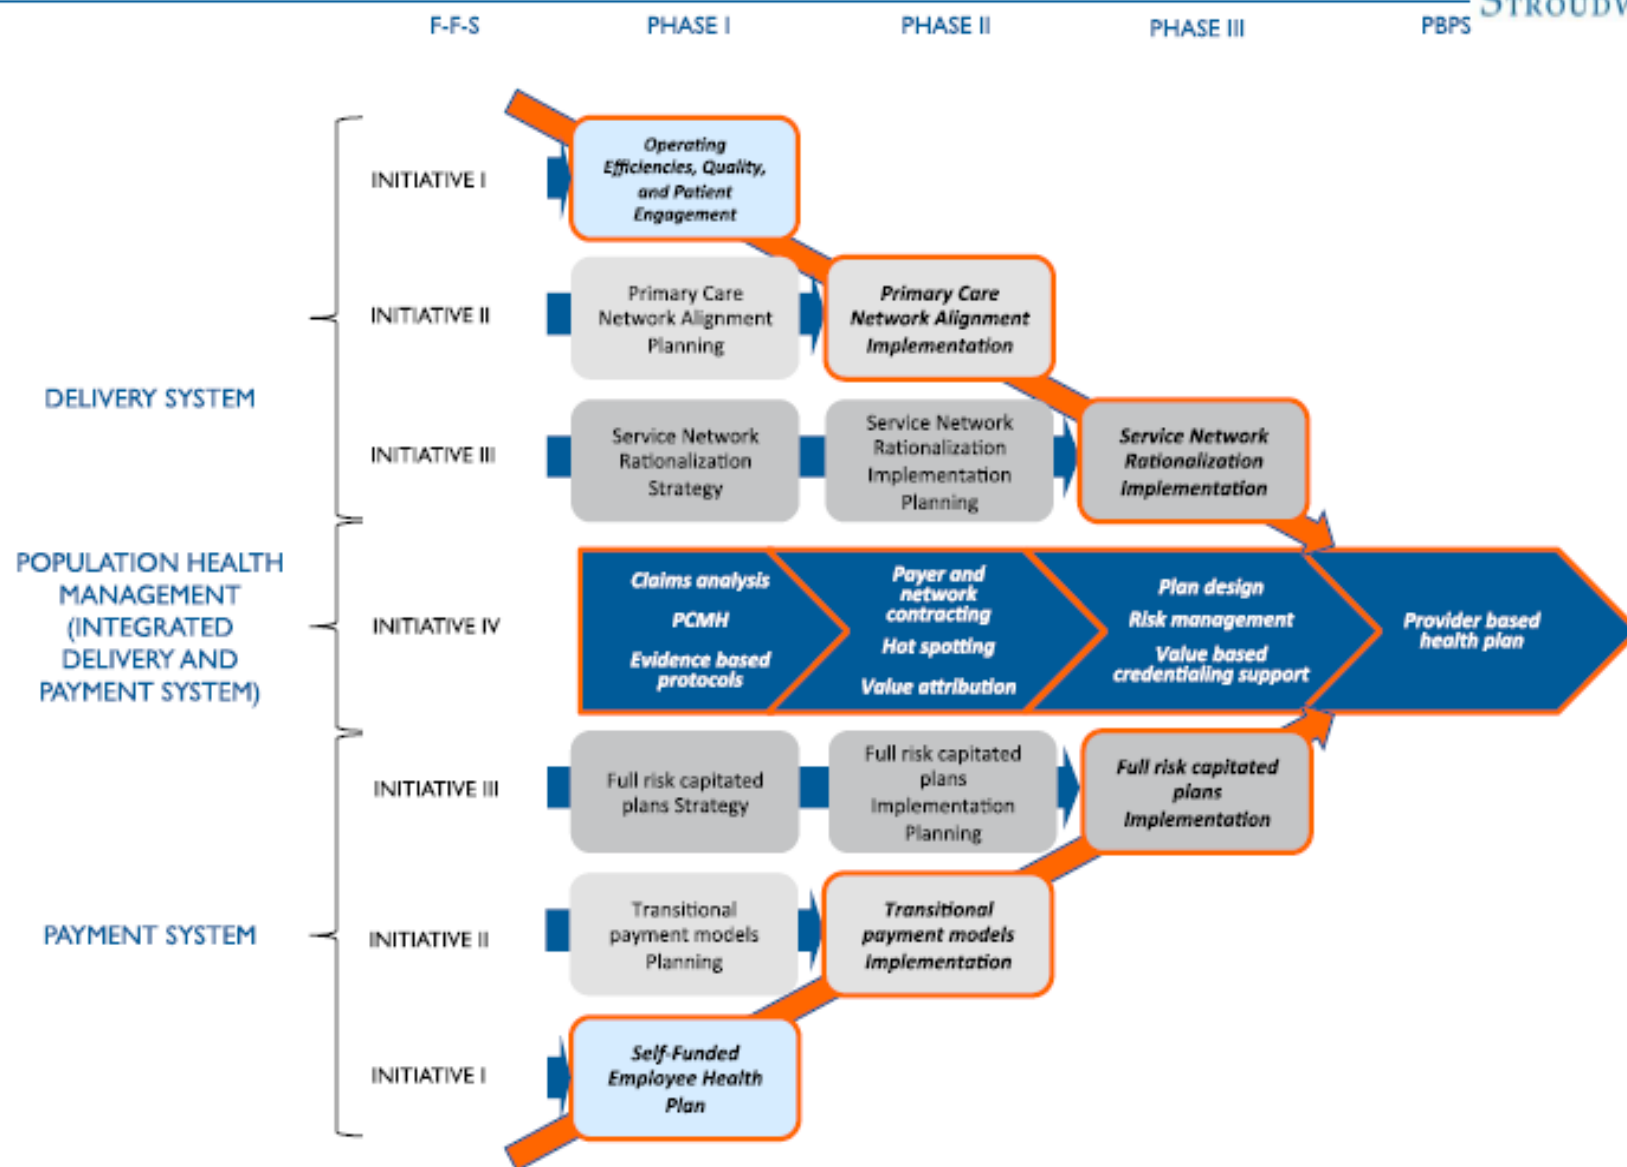 F-F-S
PHASE I
PHASE II
PHASE III
PBPS
INITIATIVE I
Operating
Efficiencies, Quality,
and Patient
Engagement
INITIATIVE II
Primary Care
Network Alignment
Planning
Primary Care
Network Alignment
Implementation
DELIVERY SYSTEM
INITIATIVE III
Service Network
Rationalization
Strategy
Service Network
Rationalization
Implementation
Planning
Service Network
Rationalization
Implementation
POPULATION HEALTH
MANAGEMENT
(INTEGRATED
DELIVERY AND
PAYMENT SYSTEM)
INITIATIVE IV
Claims analysis
PCMH
Evidence based
protocols
Payer and
network
contracting
Hot spotting
Value attribution
Plan design
Risk management
Value based
credentialing support
Provider based
health plan
INITIATIVE III
Full risk capitated
plans Strategy
Full risk capitated
plans
Implementation
Planning
Full risk capitated
plans
Implementation
PAYMENT SYSTEM
INITIATIVE II
Transitional
payment models
Planning
Transitional
payment models
Implementation
INITIATIVE I
Self-Funded
Employee Health
Plan